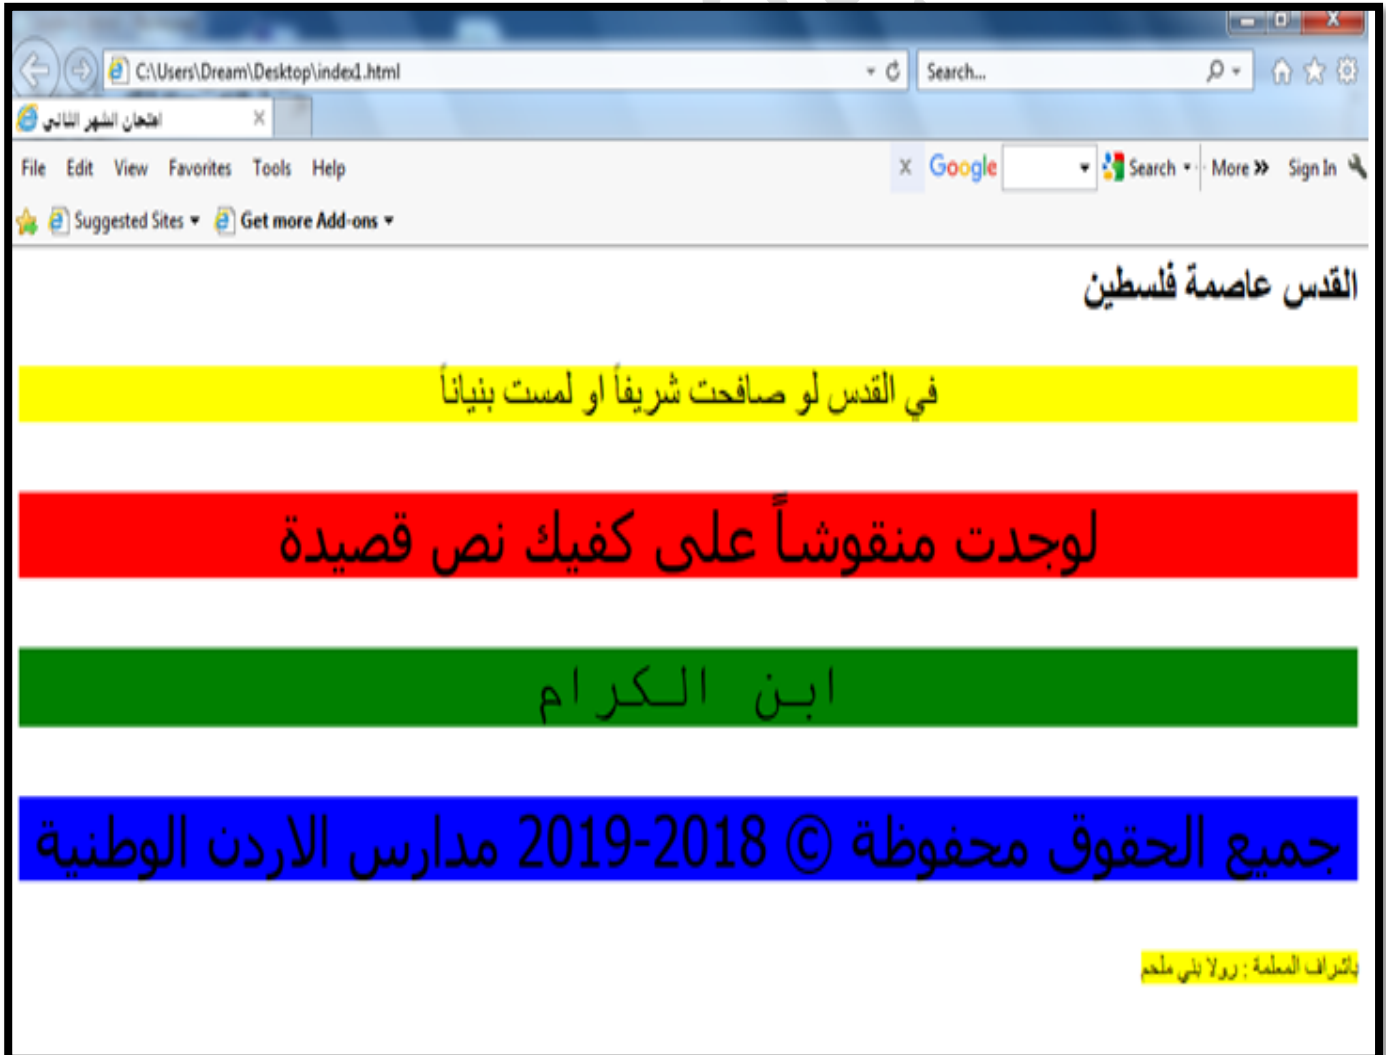 C:\Users\Dream\Desktop\index1.html Search...
امتحان الشهر الثاني
File Edit View Favorites Tools Help Google Search More Sign In
Suggested Sites Get more Add-ons
القدس عاصمة فلسطين
في القدس لو صافحت شريفاً او لمست بنياناً
لوجدت منقوشاً على كفيك نص قصيدة
ابن الكرام
جميع الحقوق محفوظة © 2018-2019 مدارس الاردن الوطنية
باشراف المعلمة : رولا بني ملحم